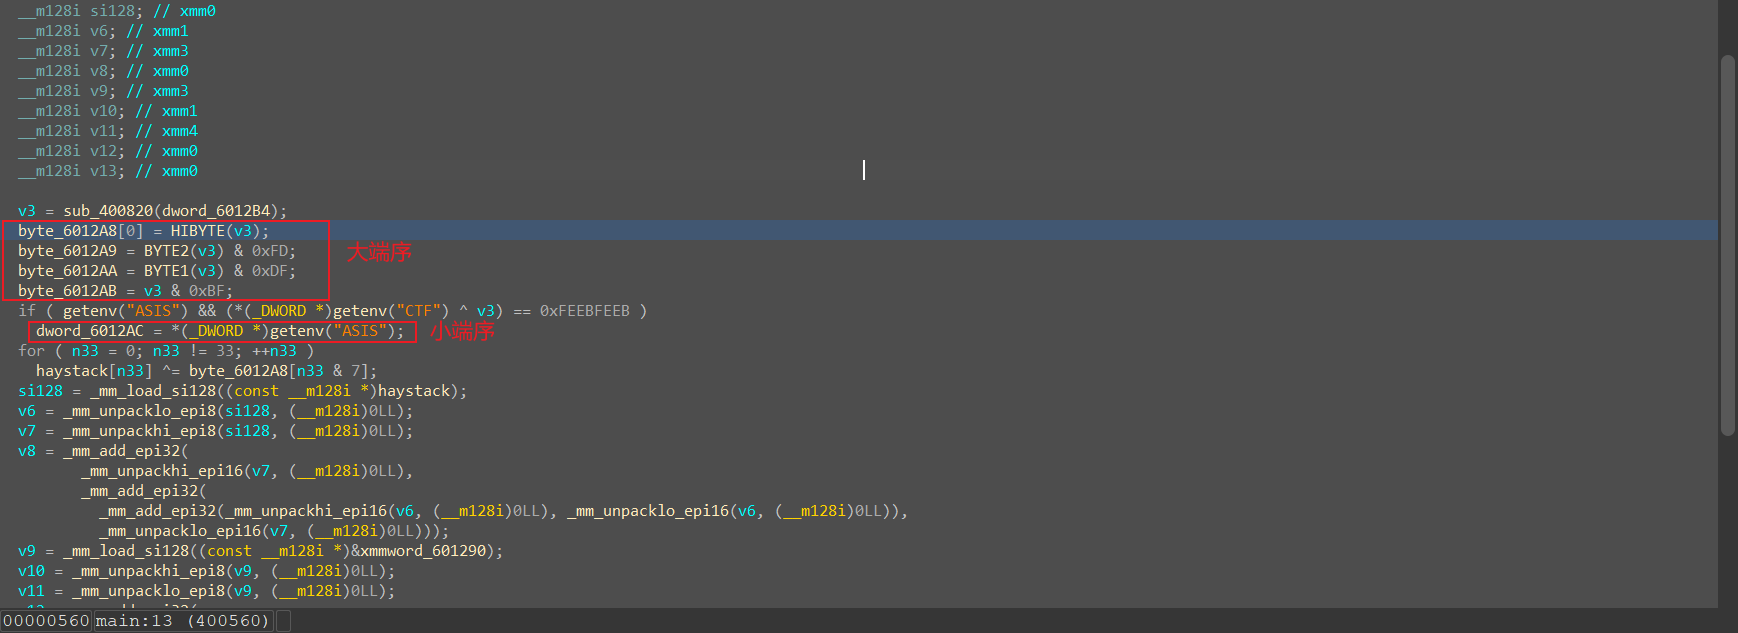 __m128i si128; // xmm0
__m128i v6; // xmm1
__m128i v7; // xmm3
__m128i v8; // xmm0
__m128i v9; // xmm3
__m128i v10; // xmm1
__m128i v11; // xmm4
__m128i v12; // xmm0
__m128i v13; // xmm0
v3 = sub_400820(dword_6012B4);
byte_6012A8[0] = HIBYTE(v3);
byte_6012A9 = BYTE2(v3) & 0xFD;
大端序
byte_6012AA = BYTE1(v3) & 0xDF;
byte_6012AB = v3 & 0xBF;
if ( getenv("ASIS") && (*(_DWORD *)getenv("CTF") ^ v3) == 0xFEEBFEEB )
dword_6012AC = *(_DWORD *)getenv("ASIS");
小端序
for ( n33 = 0; n33 != 33; ++n33 )
haystack[n33] ^= byte_6012A8[n33 & 7];
si128 = _mm_load_si128((const __m128i *)haystack);
v6 = _mm_unpacklo_epi8(si128, (__m128i)0LL);
v7 = _mm_unpackhi_epi8(si128, (__m128i)0LL);
v8 = _mm_add_epi32(
_mm_unpackhi_epi16(v7, (__m128i)0LL),
_mm_add_epi32(
_mm_add_epi32(_mm_unpackhi_epi16(v6, (__m128i)0LL), _mm_unpacklo_epi16(v6, (__m128i)0LL)),
_mm_unpacklo_epi16(v7, (__m128i)0LL)));
v9 = _mm_load_si128((const __m128i *)&xmmword_601290);
v10 = _mm_unpackhi_epi8(v9, (__m128i)0LL);
v11 = _mm_unpacklo_epi8(v9, (__m128i)0LL);
00000560 main:13 (400560)